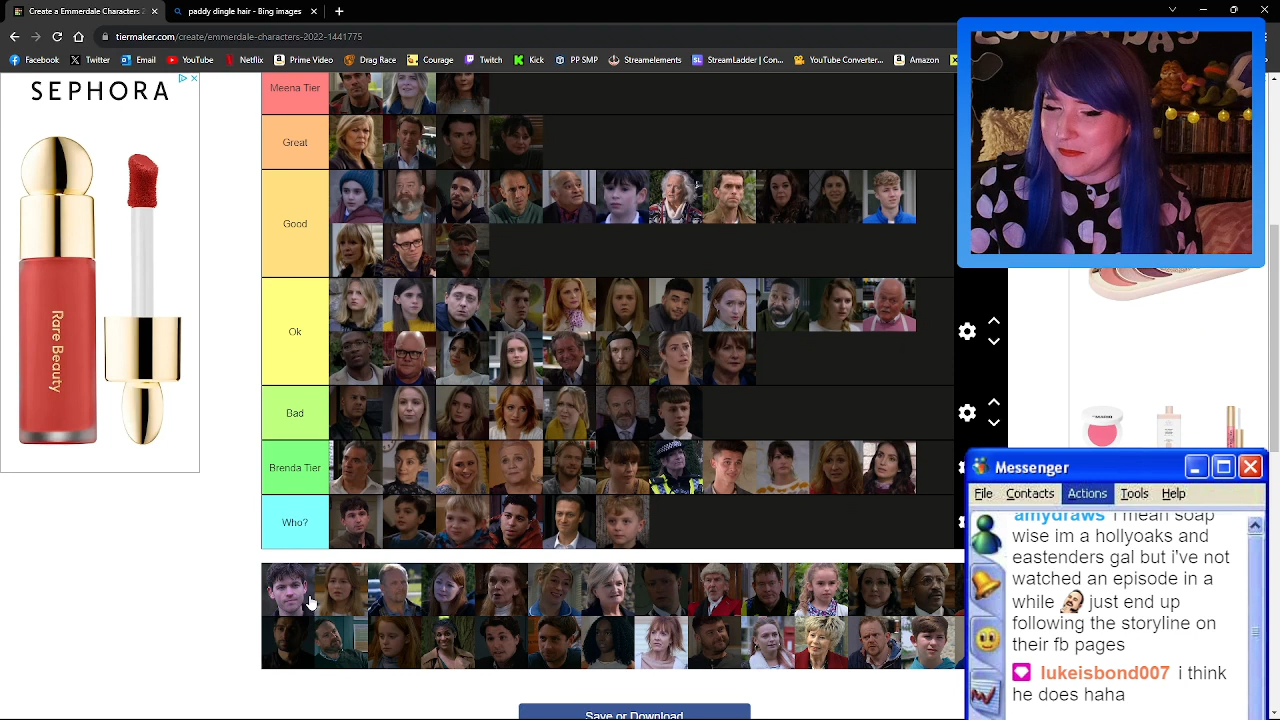 Create a Emmerdale Characters 2
paddy dingle hair - Bing images
tiermaker.com/create/emmerdale-characters-2022-1441775
Facebook
Twitter
Email
YouTube
Netflix
Prime Video
Drag Race
Hayu
Google
Twitch
Kick
PP SMP
Streamelements
StreamLadder | Con...
YouTube Converter...
Amazon
SEPHORA
Rare Beauty
Meena Tier
Great
Good
Ok
Bad
Brenda Tier
Who?
Save or Download
Messenger
File Contacts Actions Tools Help
amydraws i mean soap
wise im a hollyoaks and
eastenders gal but i've not
watched an episode in a
while just end up
following the storyline on
their fb pages
lukeisbond007 i think
he does haha